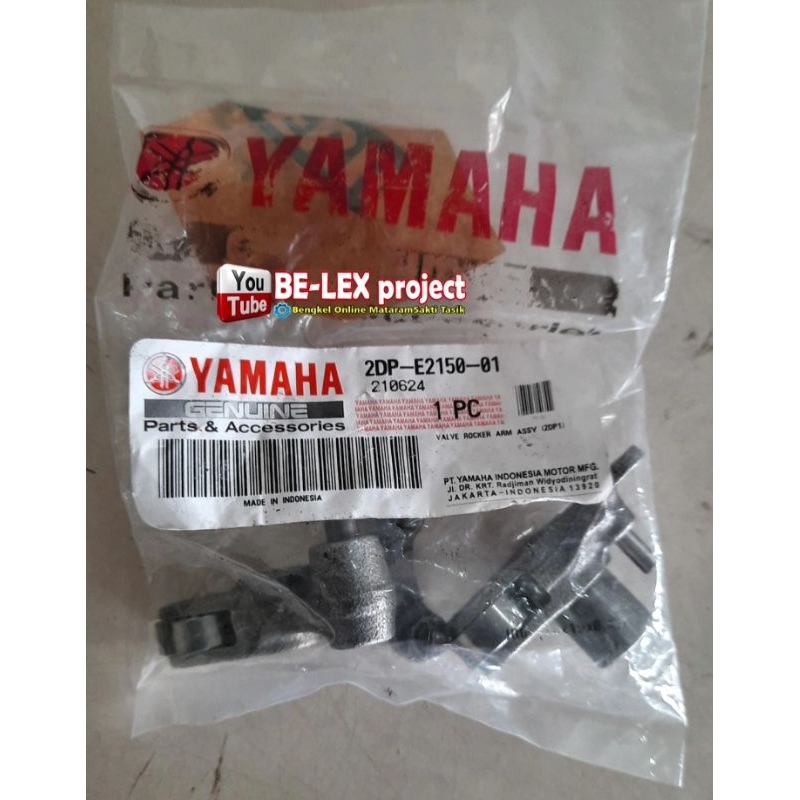 YAMAHA
You Tube
BE-LEX project
Bengkel Online MataramSakti Tasik
YAMAHA
GENUINE
Parts & Accessories
2DP-E2150-01
210624
1 PC
VALVE ROCKER ARM ASSY (2DP1)
MADE IN INDONESIA
PT. YAMAHA INDONESIA MOTOR MFG.
JL. DR. KRT. Radjiman Widyodiningrat
JAKARTA-INDONESIA 13920